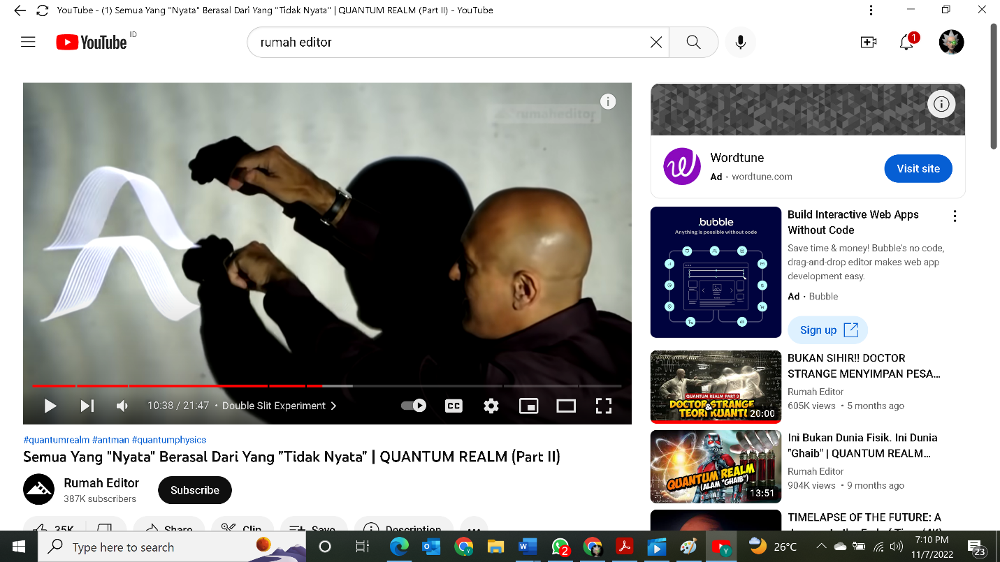 YouTube - (1) Semua Yang "Nyata" Berasal Dari Yang "Tidak Nyata" | QUANTUM REALM (Part II) - YouTube
YouTube ID
rumah editor
1
rumaheditor
10:38 / 21:47 • Double Slit Experiment
CC
#quantumrealm #antman #quantumphysics
Semua Yang "Nyata" Berasal Dari Yang "Tidak Nyata" | QUANTUM REALM (Part II)
Rumah Editor
387K subscribers
Subscribe
35K
Share
Clip
Save
Description
Wordtune
Ad · wordtune.com
Visit site
.bubble
Anything is possible without code
Build Interactive Web Apps
Without Code
Save time & money! Bubble's no code,
drag-and-drop editor makes web app
development easy.
Ad · Bubble
Sign up
QUANTUM REALM PART 3
DOCTOR STRANGE
&
TEORI KUANTU
20:00
BUKAN SIHIR!! DOCTOR
STRANGE MENYIMPAN PESA...
Rumah Editor
605K views • 5 months ago
QUANTUM REALM
(ALAM "GHAIB")
13:51
Ini Bukan Dunia Fisik. Ini Dunia
"Ghaib" | QUANTUM REALM...
Rumah Editor
904K views • 9 months ago
TIMELAPSE OF THE FUTURE: A
Type here to search
2
26°C
7:10 PM
11/7/2022
23